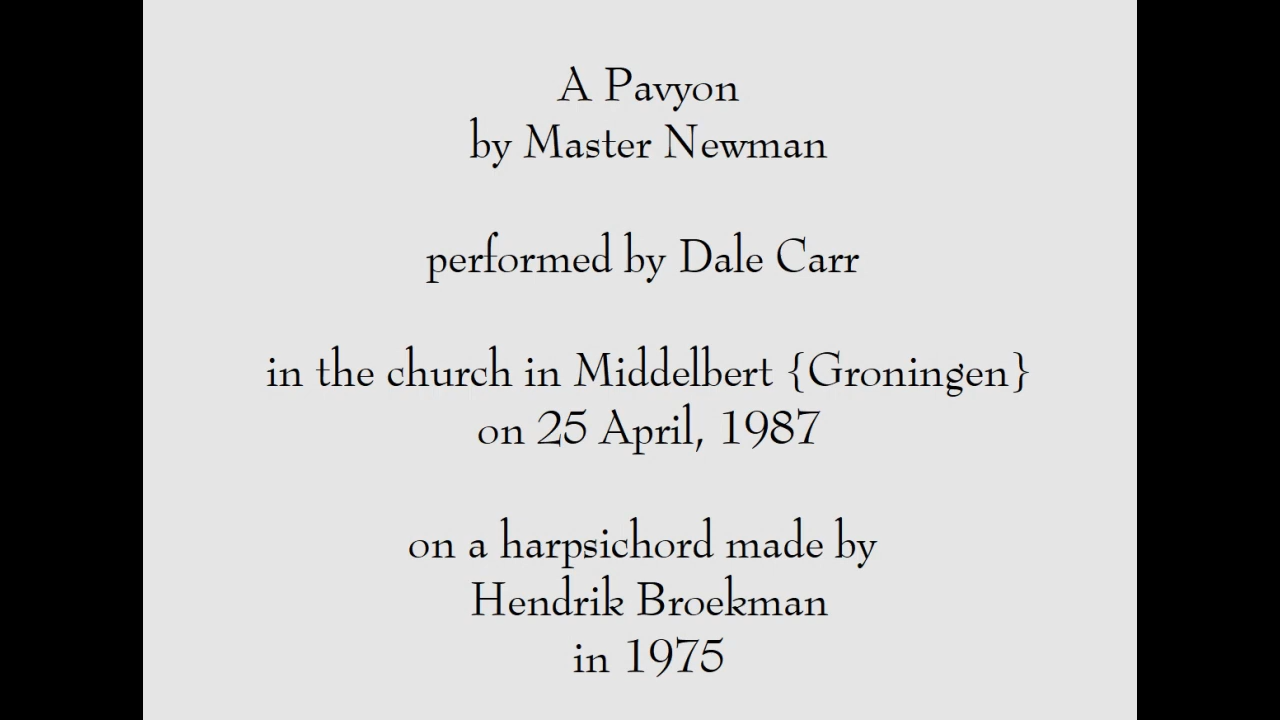 A Pavyon
by Master Newman
performed by Dale Carr
in the church in Middelbert {Groningen}
on 25 April, 1987
on a harpsichord made by
Hendrik Broekman
in 1975